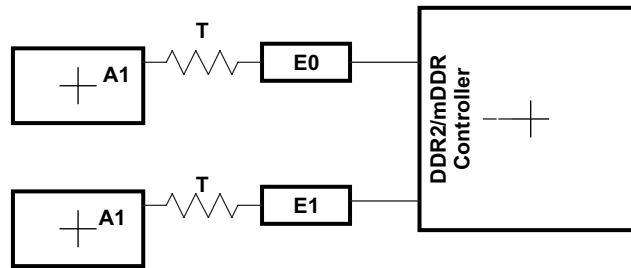 T
A1
E0
DDR2/mDDR
Controller
T
A1
E1